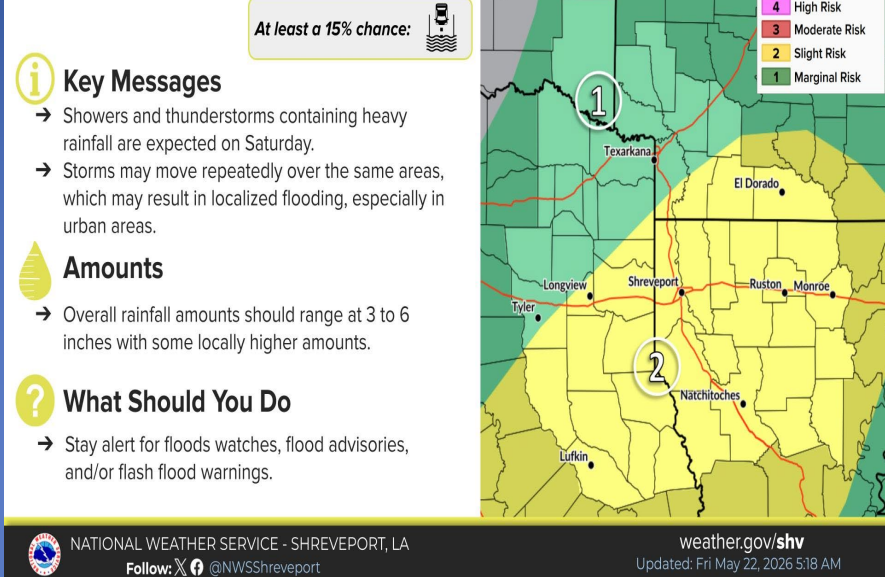 At least a 15% chance:
Key Messages
→ Showers and thunderstorms containing heavy
rainfall are expected on Saturday.
→ Storms may move repeatedly over the same areas,
which may result in localized flooding, especially in
urban areas.
Amounts
→ Overall rainfall amounts should range at 3 to 6
inches with some locally higher amounts.
? What Should You Do
→ Stay alert for floods watches, flood advisories,
and/or flash flood warnings.
4 High Risk
3 Moderate Risk
2 Slight Risk
1 Marginal Risk
1
Texarkana
El Dorado
Longview
Shreveport
Ruston
Monroe
Tyler
2
Natchitoches
Lufkin
NATIONAL WEATHER SERVICE - SHREVEPORT, LA
Follow: X f @NWSShreveport
weather.gov/shv
Updated: Fri May 22, 2026 5:18 AM